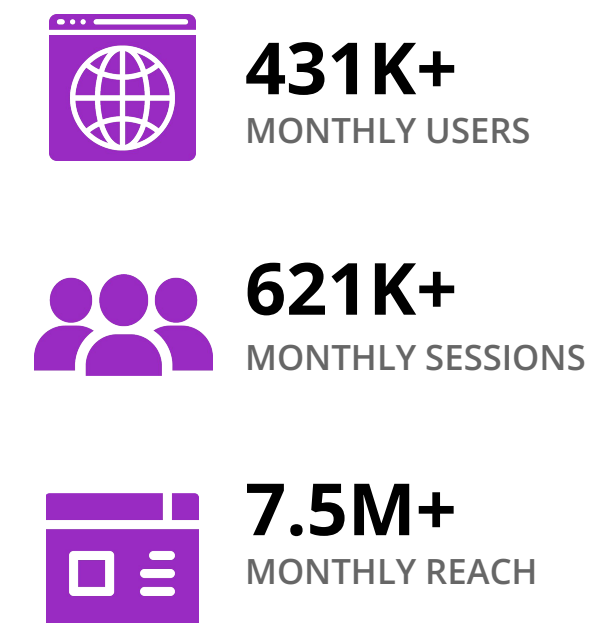 431K+
MONTHLY USERS
621K+
MONTHLY SESSIONS
7.5M+
MONTHLY REACH